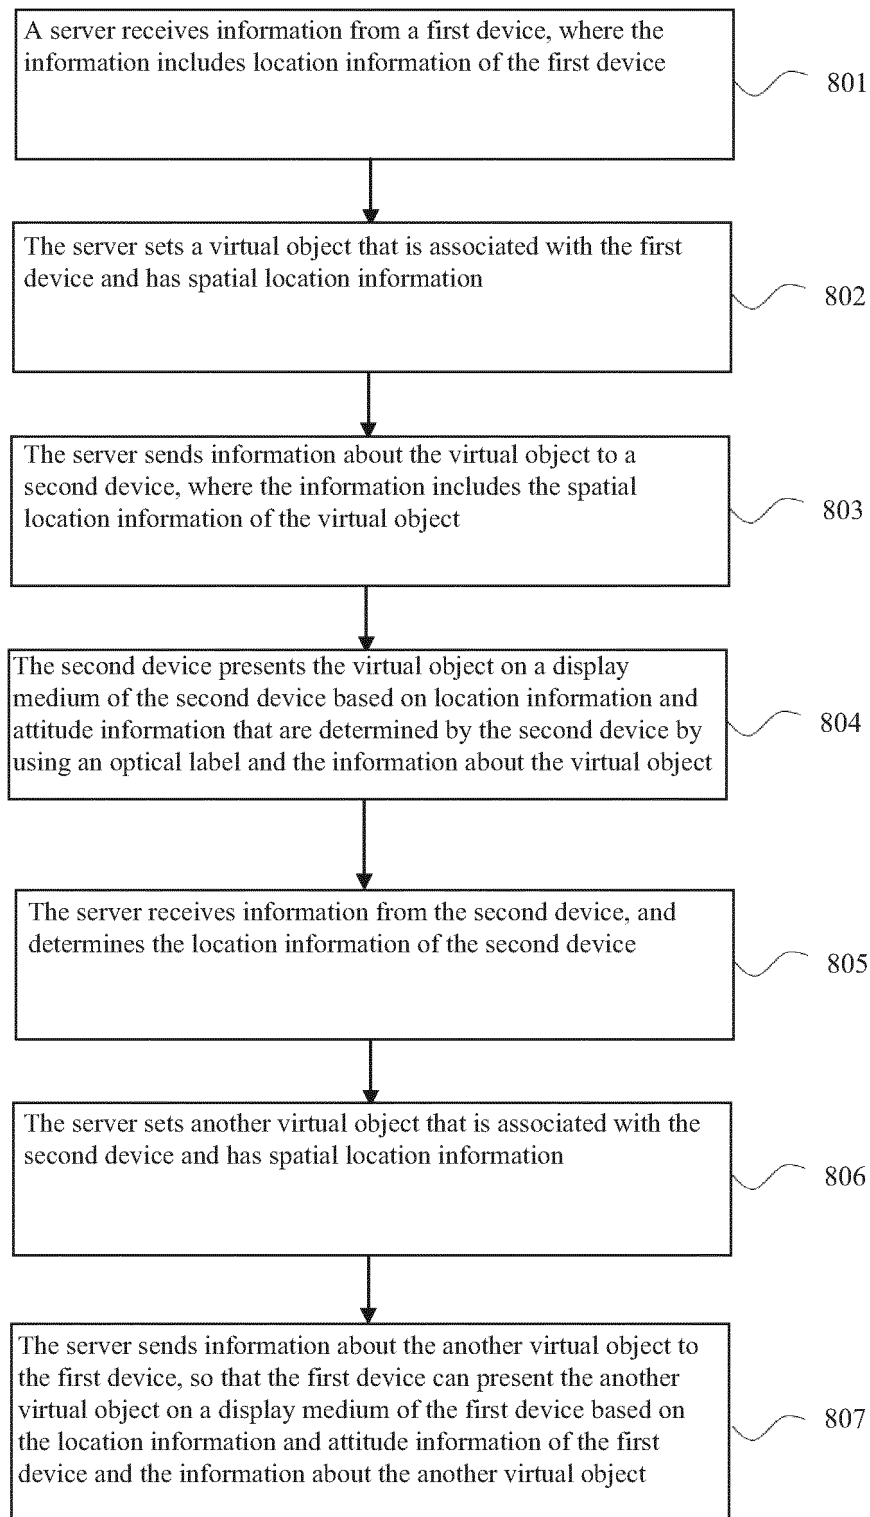 A server receives information from a first device, where the
information includes location information of the first device
801
The server sets a virtual object that is associated with the first
device and has spatial location information
802
The server sends information about the virtual object to a
second device, where the information includes the spatial
location information of the virtual object
803
The second device presents the virtual object on a display
medium of the second device based on location information and
attitude information that are determined by the second device by
using an optical label and the information about the virtual object
804
The server receives information from the second device, and
determines the location information of the second device
805
The server sets another virtual object that is associated with the
second device and has spatial location information
806
The server sends information about the another virtual object to
the first device, so that the first device can present the another
virtual object on a display medium of the first device based on
the location information and attitude information of the first
device and the information about the another virtual object
807